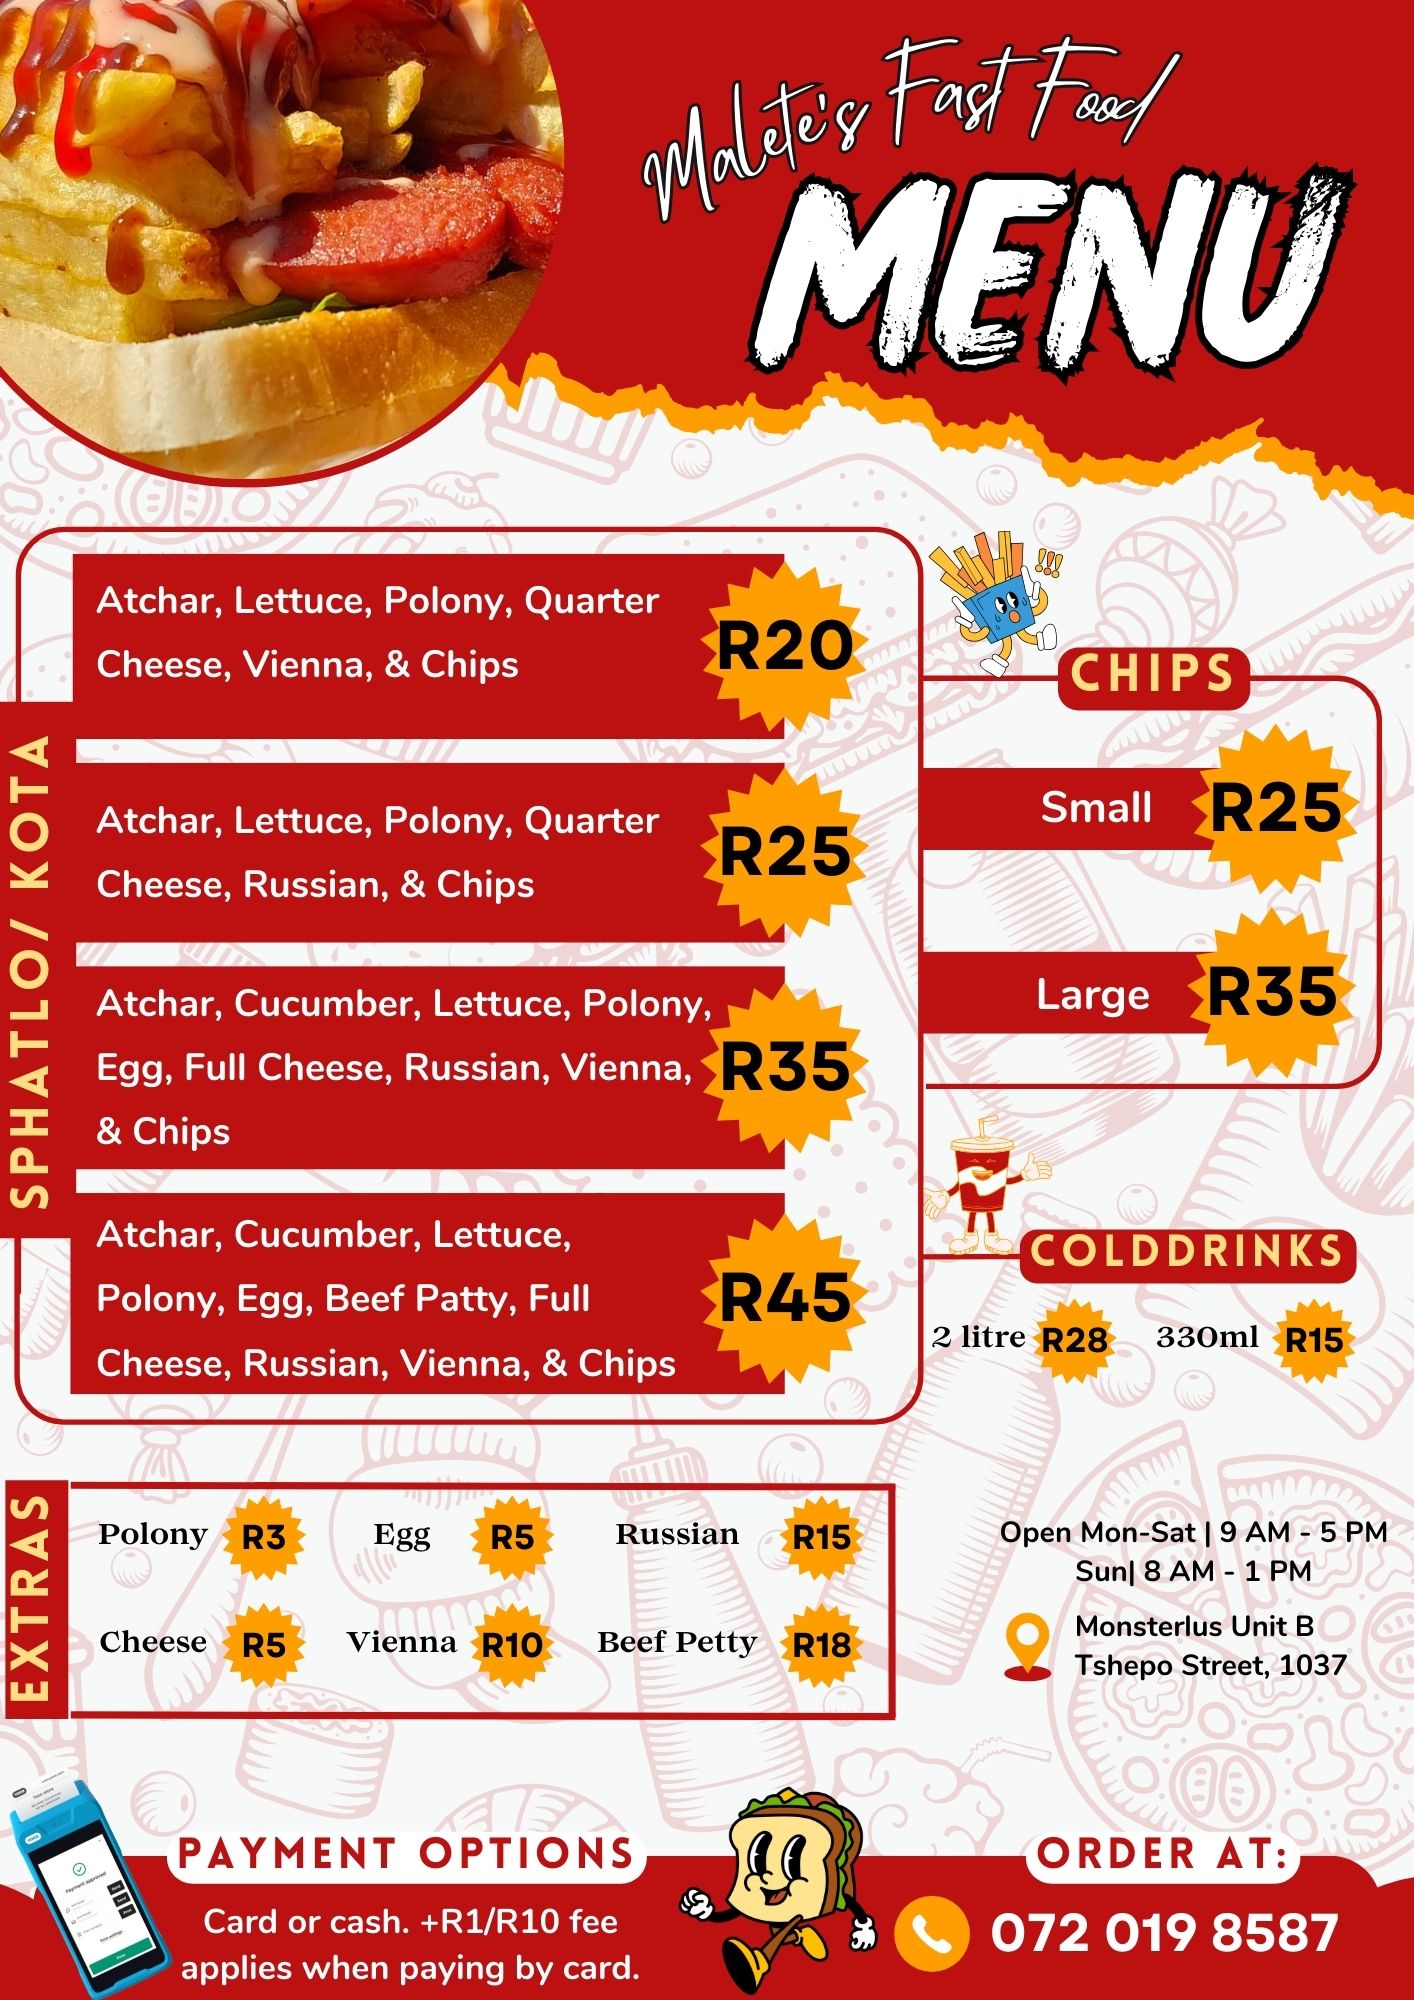 Malete's Fast Food
MENU
SPHATLO/ KOTA
Atchar, Lettuce, Polony, Quarter
Cheese, Vienna, & Chips
R20
Atchar, Lettuce, Polony, Quarter
Cheese, Russian, & Chips
R25
Atchar, Cucumber, Lettuce, Polony,
Egg, Full Cheese, Russian, Vienna,
& Chips
R35
Atchar, Cucumber, Lettuce,
Polony, Egg, Beef Patty, Full
Cheese, Russian, Vienna, & Chips
R45
CHIPS
Small R25
Large R35
COLDDRINKS
2 litre R28 330ml R15
EXTRAS
Polony R3 Egg R5 Russian R15
Cheese R5 Vienna R10 Beef Petty R18
Open Mon-Sat | 9 AM - 5 PM
Sun| 8 AM - 1 PM
Monsterlus Unit B
Tshepo Street, 1037
Payment approved
PAYMENT OPTIONS
Card or cash. +R1/R10 fee
applies when paying by card.
ORDER AT:
072 019 8587